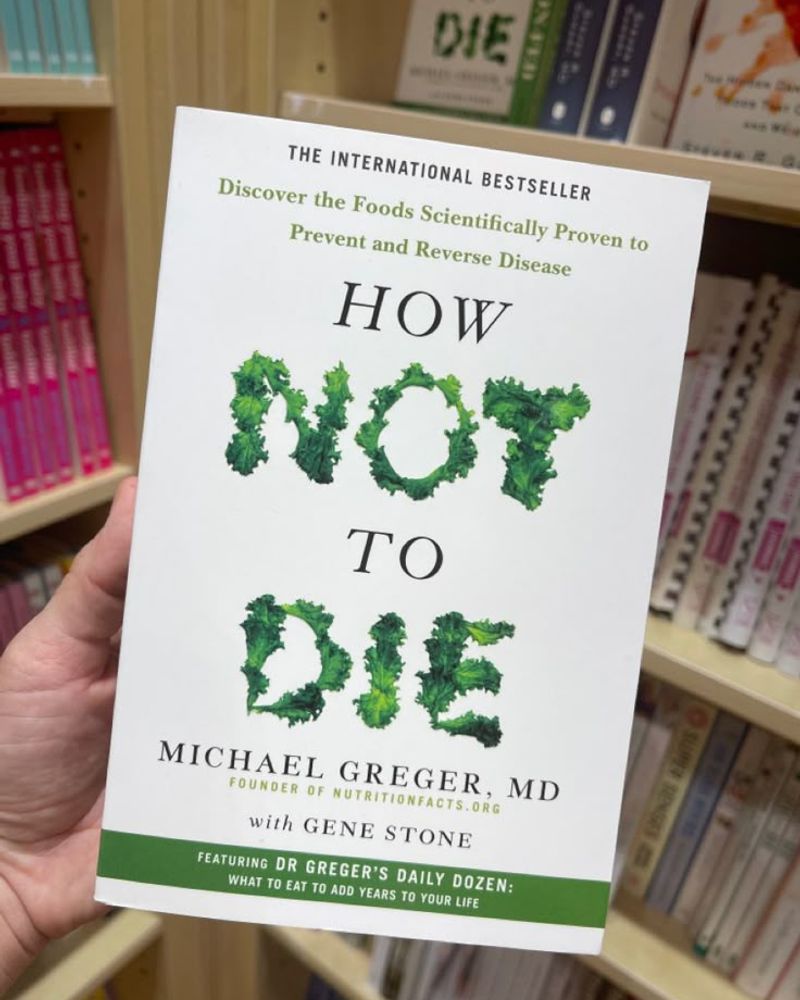 THE INTERNATIONAL BESTSELLER
Discover the Foods Scientifically Proven to
Prevent and Reverse Disease
HOW
NOT
TO
DIE
MICHAEL GREGER, MD
FOUNDER OF NUTRITIONFACTS.ORG
with GENE STONE
FEATURING DR GREGER'S DAILY DOZEN:
WHAT TO EAT TO ADD YEARS TO YOUR LIFE
DIE